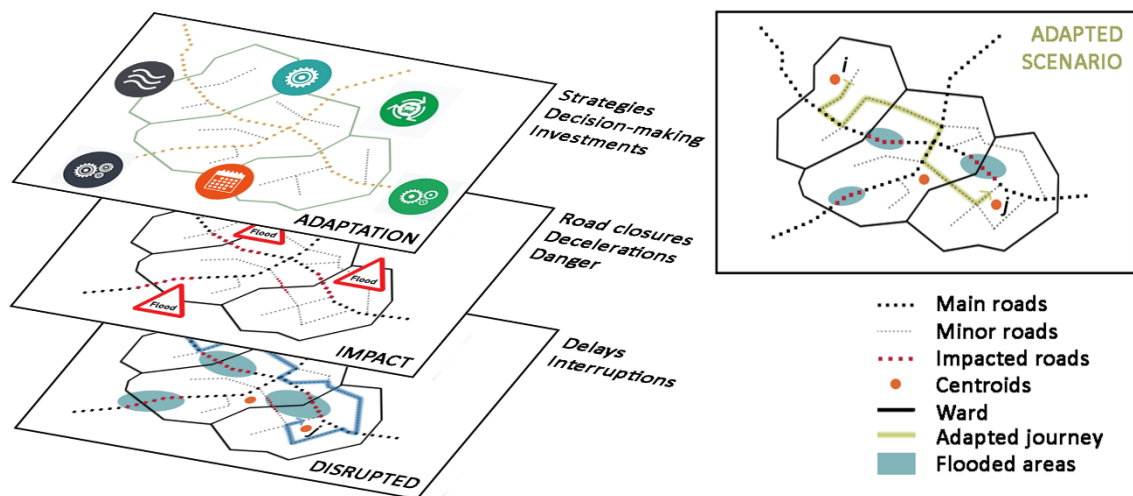 Strategies
Decision-making
Investments
ADAPTATION
Flood
Flood
Flood
Road closures
Decelerations
Danger
IMPACT
Delays
Interruptions
j
DISRUPTED
ADAPTED
SCENARIO
i
j
Main roads
Minor roads
Impacted roads
Centroids
Ward
Adapted journey
Flooded areas